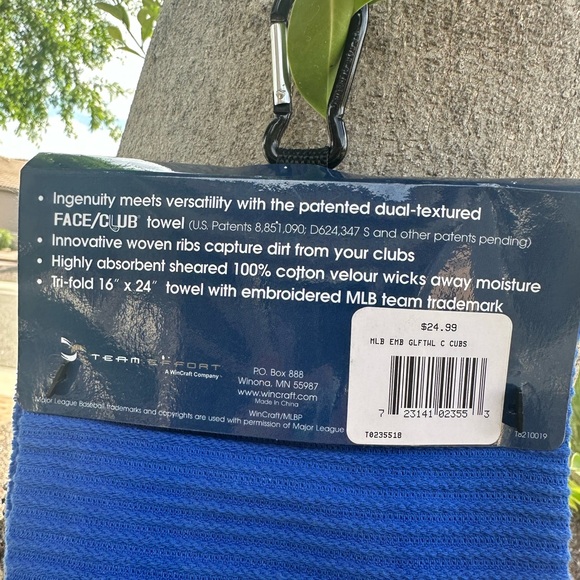 • Ingenuity meets versatility with the patented dual-textured
FACE/CLUB® towel (U.S. Patents 8,851,090; D624,347 S and other patents pending)
• Innovative woven ribs capture dirt from your clubs
• Highly absorbent sheared 100% cotton velour wicks away moisture
• Tri-fold 16" x 24" towel with embroidered MLB team trademark
TEAM EFFORT
A WinCraft Company™
P.O. Box 888
Winona, MN 55987
www.wincraft.com
Made in China
WinCraft/MLBP
Major League Baseball trademarks and copyrights are used with permission of Major League
$24.99
MLB EMB GLFTWL C CUBS
7 23141 02355 3
T0235518
Te210019